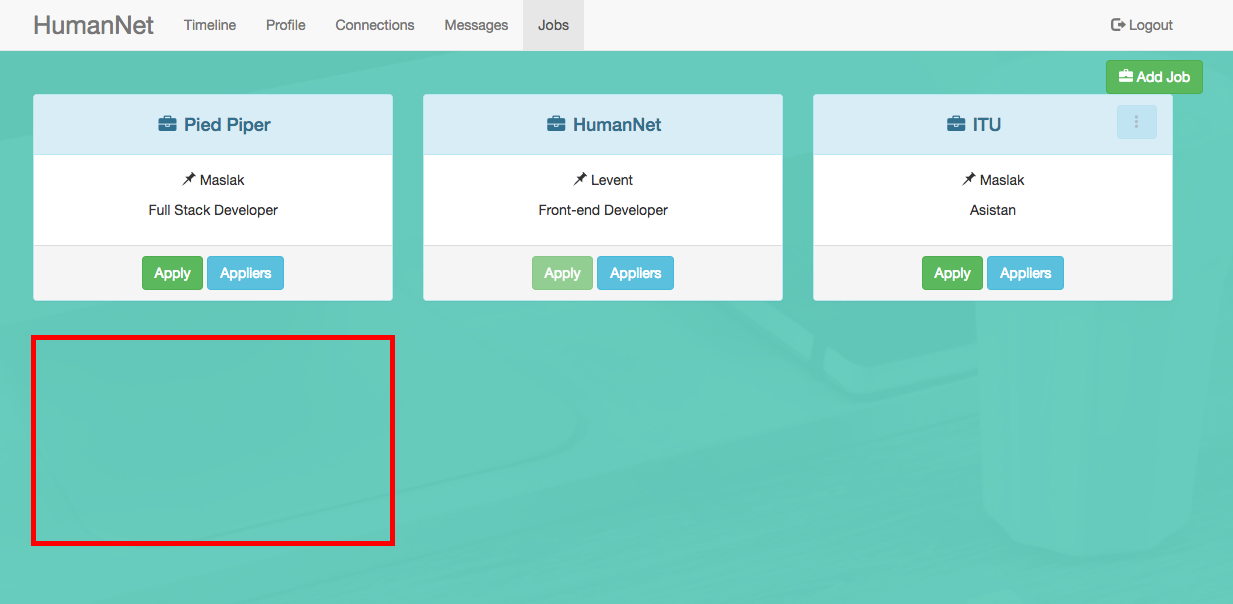 HumanNet Timeline Profile Connections Messages Jobs Logout
Add Job
Pied Piper
Maslak
Full Stack Developer
Apply Appliers
HumanNet
Levent
Front-end Developer
Apply Appliers
ITU
Maslak
Asistan
Apply Appliers